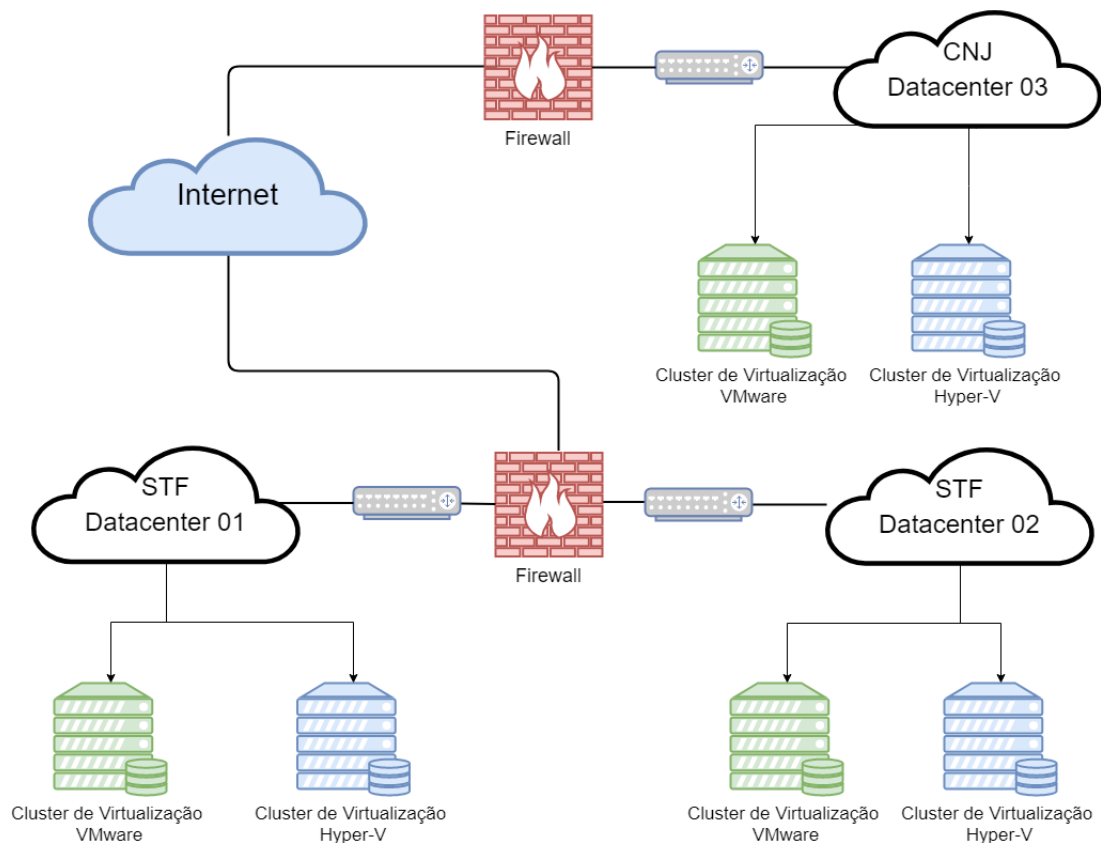 CNJ
Datacenter 03
Firewall
Internet
Cluster de Virtualização
VMware
Cluster de Virtualização
Hyper-V
STF
Datacenter 01
Firewall
STF
Datacenter 02
Cluster de Virtualização
VMware
Cluster de Virtualização
Hyper-V
Cluster de Virtualização
VMware
Cluster de Virtualização
Hyper-V